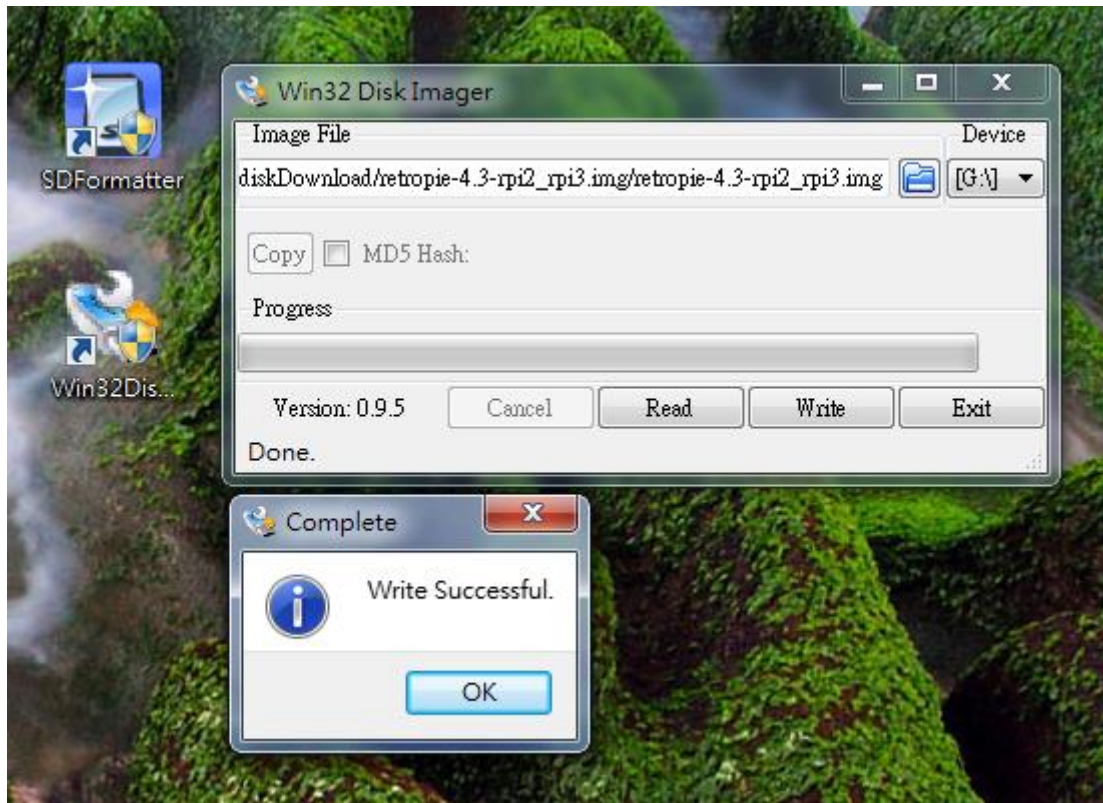 SDFormatter
Win32Dis...
Win32 Disk Imager
Image File
Device
diskDownload/retropie-4.3-rpi2_rpi3.img/retropie-4.3-rpi2_rpi3.img
[G:\]
Copy
MD5 Hash:
Progress
Version: 0.9.5
Cancel
Read
Write
Exit
Done.
Complete
Write Successful.
OK